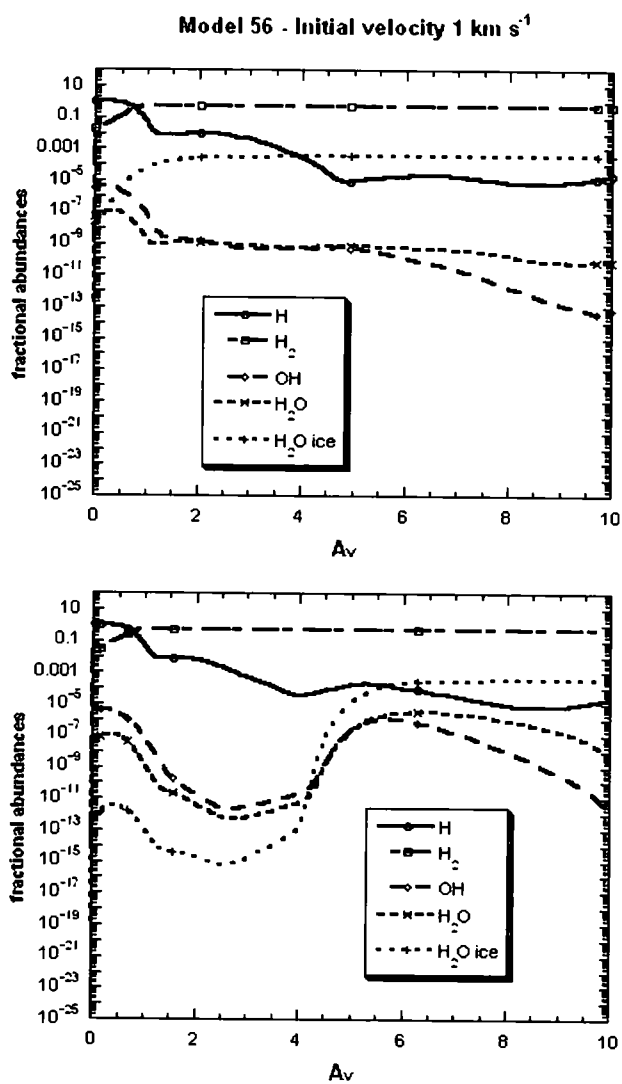 Model 56 - Initial velocity 1 km s⁻¹
fractional abundances
10
0.1
0.001
10⁻⁵
10⁻⁷
10⁻⁹
10⁻¹¹
10⁻¹³
10⁻¹⁵
10⁻¹⁷
10⁻¹⁹
10⁻²¹
10⁻²³
10⁻²⁵
H
H₂
OH
H₂O
H₂O ice
0 2 4 6 8 10
Aᵥ
fractional abundances
10
0.1
0.001
10⁻⁵
10⁻⁷
10⁻⁹
10⁻¹¹
10⁻¹³
10⁻¹⁵
10⁻¹⁷
10⁻¹⁹
10⁻²¹
10⁻²³
10⁻²⁵
H
H₂
OH
H₂O
H₂O ice
0 2 4 6 8 10
Aᵥ